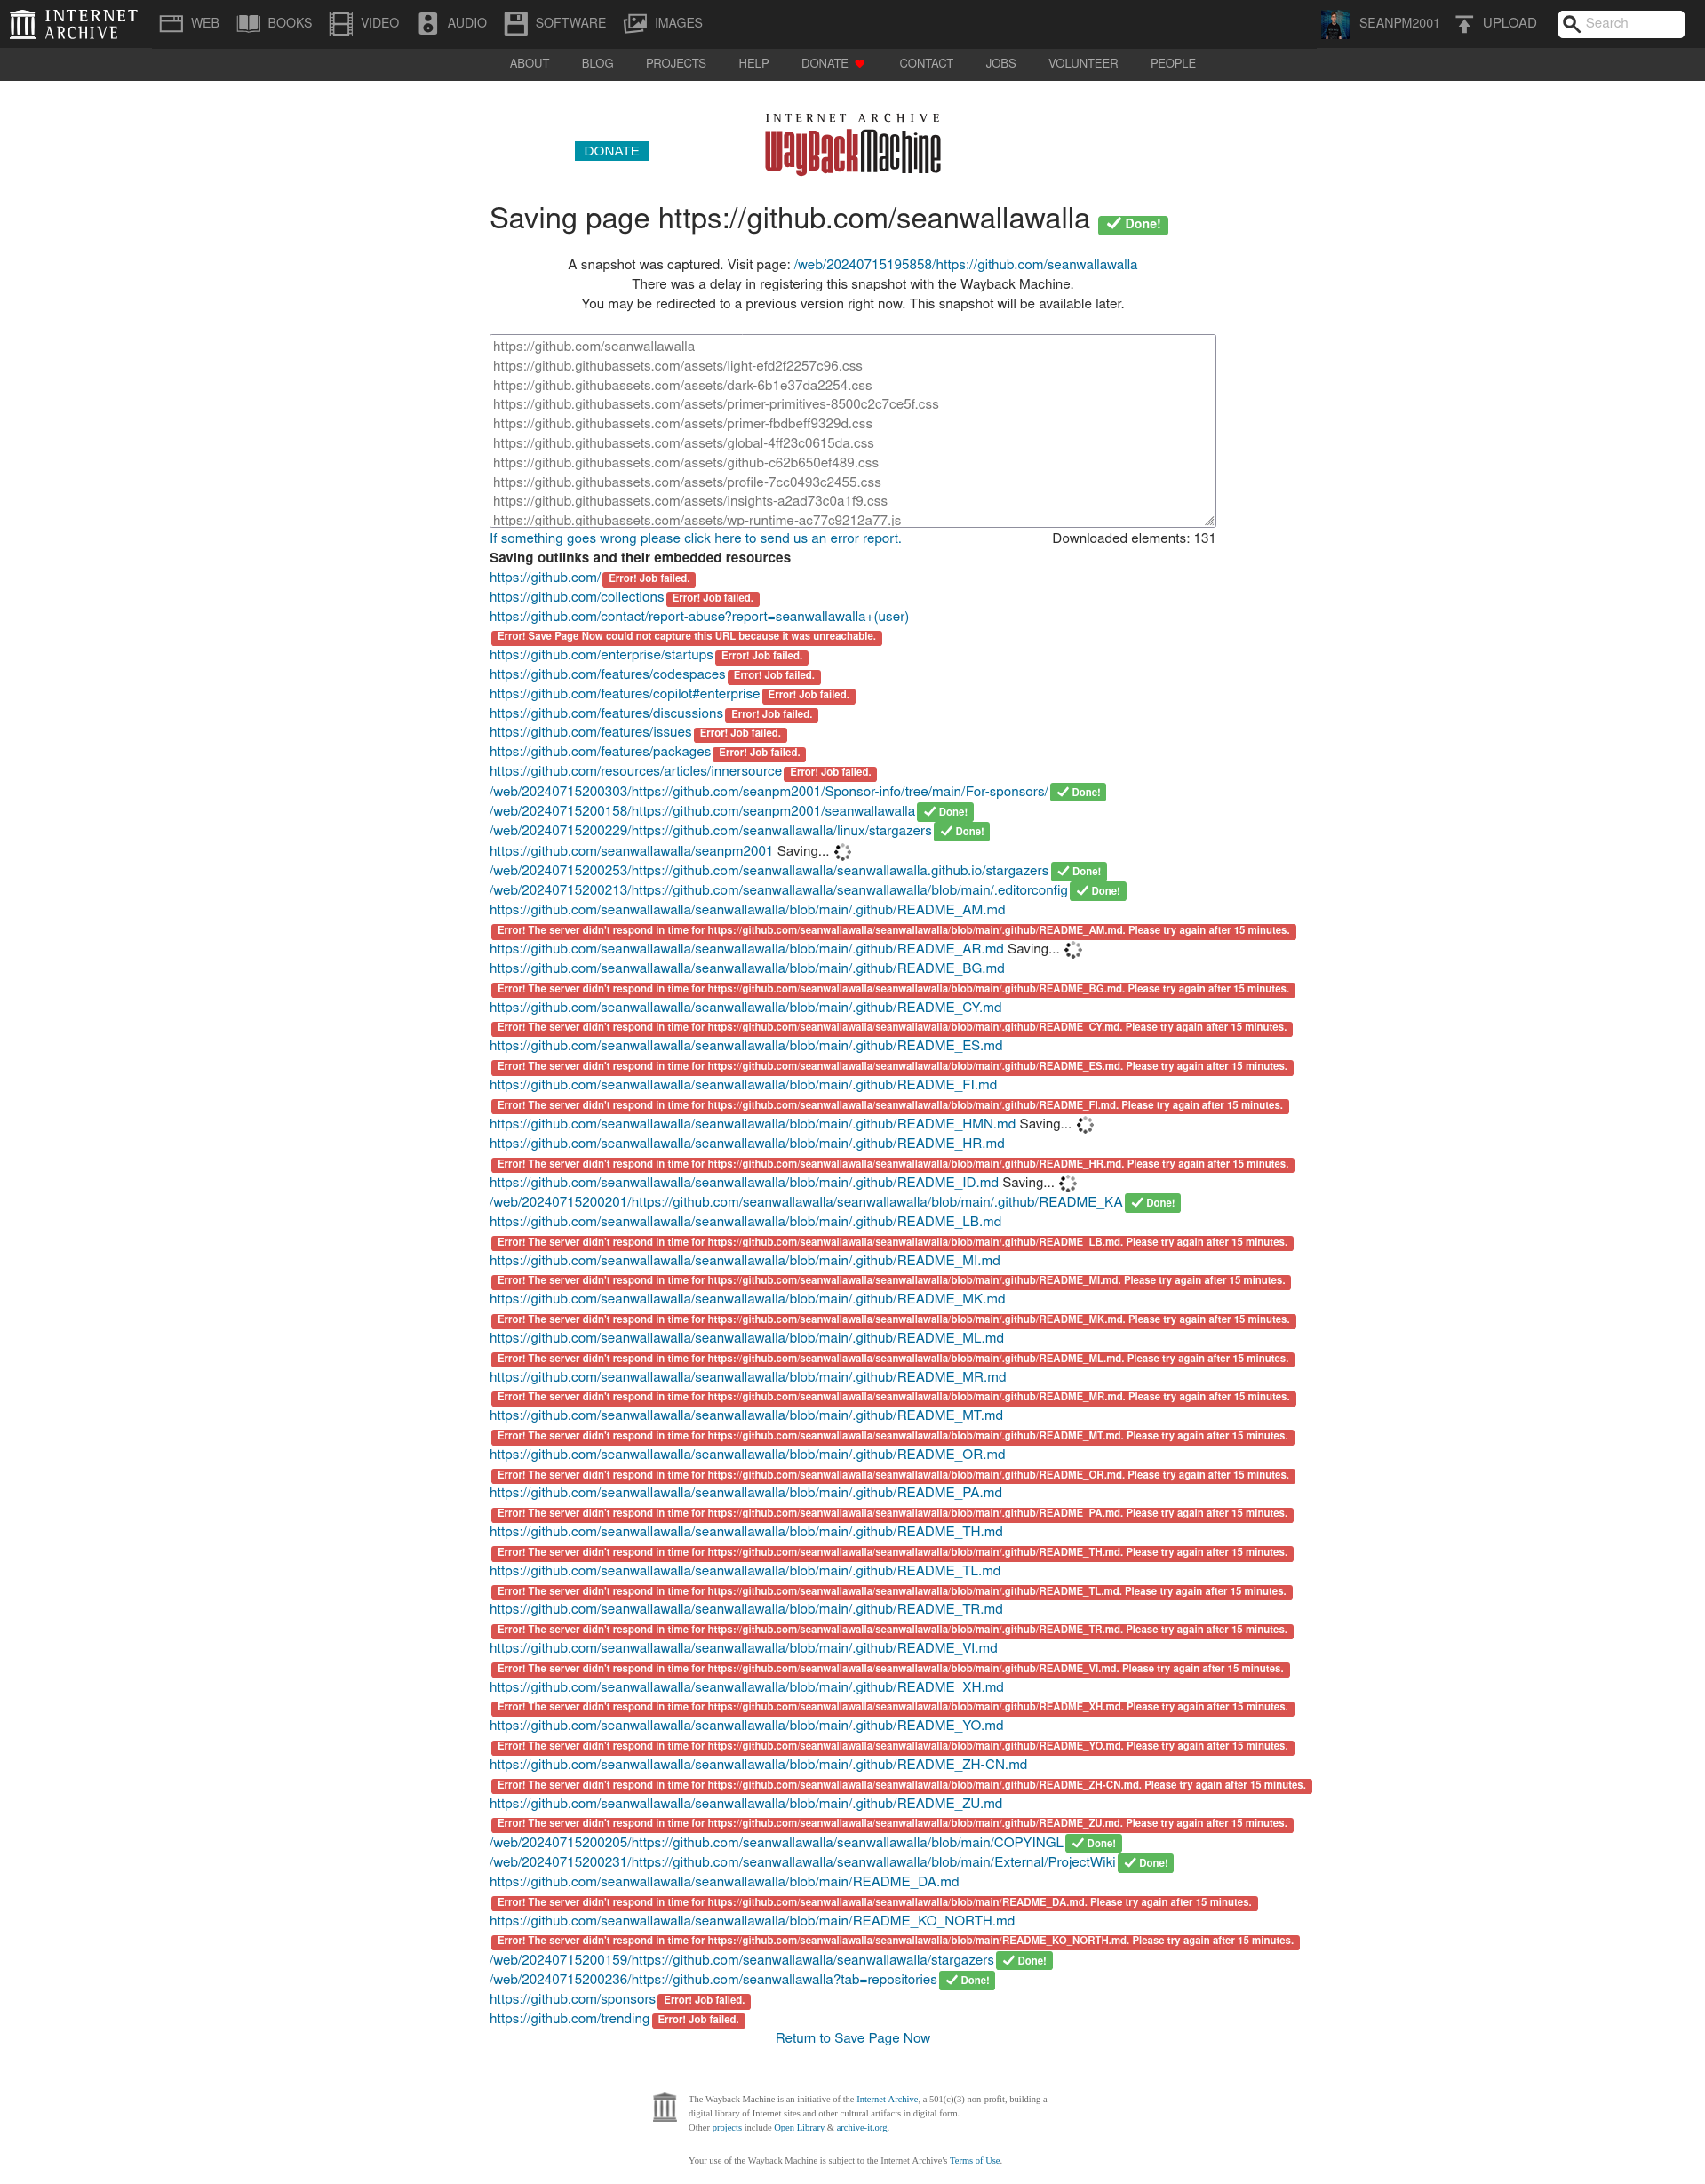 INTERNET ARCHIVE
WEB BOOKS VIDEO AUDIO SOFTWARE IMAGES SEANPM2001 UPLOAD Search
ABOUT BLOG PROJECTS HELP DONATE CONTACT JOBS VOLUNTEER PEOPLE
INTERNET ARCHIVE
DONATE WayBackMachine
Saving page https://github.com/seanwallawalla Done!
A snapshot was captured. Visit page: /web/20240715195858/https://github.com/seanwallawalla
There was a delay in registering this snapshot with the Wayback Machine.
You may be redirected to a previous version right now. This snapshot will be available later.
https://github.com/seanwallawalla
https://github.githubassets.com/assets/light-efd2f2257c96.css
https://github.githubassets.com/assets/dark-6b1e37da2254.css
https://github.githubassets.com/assets/primer-primitives-8500c2c7ce5f.css
https://github.githubassets.com/assets/primer-fbdbeff9329d.css
https://github.githubassets.com/assets/global-4ff23c0615da.css
https://github.githubassets.com/assets/github-c62b650ef489.css
https://github.githubassets.com/assets/profile-7cc0493c2455.css
https://github.githubassets.com/assets/insights-a2ad73c0a1f9.css
https://github.githubassets.com/assets/wp-runtime-ac77c9212a77.js
If something goes wrong please click here to send us an error report. Downloaded elements: 131
Saving outlinks and their embedded resources
https://github.com/ Error! Job failed.
https://github.com/collections Error! Job failed.
https://github.com/contact/report-abuse?report=seanwallawalla+(user)
Error! Save Page Now could not capture this URL because it was unreachable.
https://github.com/enterprise/startups Error! Job failed.
https://github.com/features/codespaces Error! Job failed.
https://github.com/features/copilot#enterprise Error! Job failed.
https://github.com/features/discussions Error! Job failed.
https://github.com/features/issues Error! Job failed.
https://github.com/features/packages Error! Job failed.
https://github.com/resources/articles/innersource Error! Job failed.
/web/20240715200303/https://github.com/seanpm2001/Sponsor-info/tree/main/For-sponsors/ Done!
/web/20240715200158/https://github.com/seanpm2001/seanwallawalla Done!
/web/20240715200229/https://github.com/seanwallawalla/linux/stargazers Done!
https://github.com/seanwallawalla/seanpm2001 Saving...
/web/20240715200253/https://github.com/seanwallawalla/seanwallawalla.github.io/stargazers Done!
/web/20240715200213/https://github.com/seanwallawalla/seanwallawalla/blob/main/.editorconfig Done!
https://github.com/seanwallawalla/seanwallawalla/blob/main/.github/README_AM.md
Error! The server didn't respond in time for https://github.com/seanwallawalla/seanwallawalla/blob/main/.github/README_AM.md. Please try again after 15 minutes.
https://github.com/seanwallawalla/seanwallawalla/blob/main/.github/README_AR.md Saving...
https://github.com/seanwallawalla/seanwallawalla/blob/main/.github/README_BG.md
Error! The server didn't respond in time for https://github.com/seanwallawalla/seanwallawalla/blob/main/.github/README_BG.md. Please try again after 15 minutes.
https://github.com/seanwallawalla/seanwallawalla/blob/main/.github/README_CY.md
Error! The server didn't respond in time for https://github.com/seanwallawalla/seanwallawalla/blob/main/.github/README_CY.md. Please try again after 15 minutes.
https://github.com/seanwallawalla/seanwallawalla/blob/main/.github/README_ES.md
Error! The server didn't respond in time for https://github.com/seanwallawalla/seanwallawalla/blob/main/.github/README_ES.md. Please try again after 15 minutes.
https://github.com/seanwallawalla/seanwallawalla/blob/main/.github/README_FI.md
Error! The server didn't respond in time for https://github.com/seanwallawalla/seanwallawalla/blob/main/.github/README_FI.md. Please try again after 15 minutes.
https://github.com/seanwallawalla/seanwallawalla/blob/main/.github/README_HMN.md Saving...
https://github.com/seanwallawalla/seanwallawalla/blob/main/.github/README_HR.md
Error! The server didn't respond in time for https://github.com/seanwallawalla/seanwallawalla/blob/main/.github/README_HR.md. Please try again after 15 minutes.
https://github.com/seanwallawalla/seanwallawalla/blob/main/.github/README_ID.md Saving...
/web/20240715200201/https://github.com/seanwallawalla/seanwallawalla/blob/main/.github/README_KA Done!
https://github.com/seanwallawalla/seanwallawalla/blob/main/.github/README_LB.md
Error! The server didn't respond in time for https://github.com/seanwallawalla/seanwallawalla/blob/main/.github/README_LB.md. Please try again after 15 minutes.
https://github.com/seanwallawalla/seanwallawalla/blob/main/.github/README_MI.md
Error! The server didn't respond in time for https://github.com/seanwallawalla/seanwallawalla/blob/main/.github/README_MI.md. Please try again after 15 minutes.
https://github.com/seanwallawalla/seanwallawalla/blob/main/.github/README_MK.md
Error! The server didn't respond in time for https://github.com/seanwallawalla/seanwallawalla/blob/main/.github/README_MK.md. Please try again after 15 minutes.
https://github.com/seanwallawalla/seanwallawalla/blob/main/.github/README_ML.md
Error! The server didn't respond in time for https://github.com/seanwallawalla/seanwallawalla/blob/main/.github/README_ML.md. Please try again after 15 minutes.
https://github.com/seanwallawalla/seanwallawalla/blob/main/.github/README_MR.md
Error! The server didn't respond in time for https://github.com/seanwallawalla/seanwallawalla/blob/main/.github/README_MR.md. Please try again after 15 minutes.
https://github.com/seanwallawalla/seanwallawalla/blob/main/.github/README_MT.md
Error! The server didn't respond in time for https://github.com/seanwallawalla/seanwallawalla/blob/main/.github/README_MT.md. Please try again after 15 minutes.
https://github.com/seanwallawalla/seanwallawalla/blob/main/.github/README_OR.md
Error! The server didn't respond in time for https://github.com/seanwallawalla/seanwallawalla/blob/main/.github/README_OR.md. Please try again after 15 minutes.
https://github.com/seanwallawalla/seanwallawalla/blob/main/.github/README_PA.md
Error! The server didn't respond in time for https://github.com/seanwallawalla/seanwallawalla/blob/main/.github/README_PA.md. Please try again after 15 minutes.
https://github.com/seanwallawalla/seanwallawalla/blob/main/.github/README_TH.md
Error! The server didn't respond in time for https://github.com/seanwallawalla/seanwallawalla/blob/main/.github/README_TH.md. Please try again after 15 minutes.
https://github.com/seanwallawalla/seanwallawalla/blob/main/.github/README_TL.md
Error! The server didn't respond in time for https://github.com/seanwallawalla/seanwallawalla/blob/main/.github/README_TL.md. Please try again after 15 minutes.
https://github.com/seanwallawalla/seanwallawalla/blob/main/.github/README_TR.md
Error! The server didn't respond in time for https://github.com/seanwallawalla/seanwallawalla/blob/main/.github/README_TR.md. Please try again after 15 minutes.
https://github.com/seanwallawalla/seanwallawalla/blob/main/.github/README_VI.md
Error! The server didn't respond in time for https://github.com/seanwallawalla/seanwallawalla/blob/main/.github/README_VI.md. Please try again after 15 minutes.
https://github.com/seanwallawalla/seanwallawalla/blob/main/.github/README_XH.md
Error! The server didn't respond in time for https://github.com/seanwallawalla/seanwallawalla/blob/main/.github/README_XH.md. Please try again after 15 minutes.
https://github.com/seanwallawalla/seanwallawalla/blob/main/.github/README_YO.md
Error! The server didn't respond in time for https://github.com/seanwallawalla/seanwallawalla/blob/main/.github/README_YO.md. Please try again after 15 minutes.
https://github.com/seanwallawalla/seanwallawalla/blob/main/.github/README_ZH-CN.md
Error! The server didn't respond in time for https://github.com/seanwallawalla/seanwallawalla/blob/main/.github/README_ZH-CN.md. Please try again after 15 minutes.
https://github.com/seanwallawalla/seanwallawalla/blob/main/.github/README_ZU.md
Error! The server didn't respond in time for https://github.com/seanwallawalla/seanwallawalla/blob/main/.github/README_ZU.md. Please try again after 15 minutes.
/web/20240715200205/https://github.com/seanwallawalla/seanwallawalla/blob/main/COPYINGL Done!
/web/20240715200231/https://github.com/seanwallawalla/seanwallawalla/blob/main/External/ProjectWiki Done!
https://github.com/seanwallawalla/seanwallawalla/blob/main/README_DA.md
Error! The server didn't respond in time for https://github.com/seanwallawalla/seanwallawalla/blob/main/README_DA.md. Please try again after 15 minutes.
https://github.com/seanwallawalla/seanwallawalla/blob/main/README_KO_NORTH.md
Error! The server didn't respond in time for https://github.com/seanwallawalla/seanwallawalla/blob/main/README_KO_NORTH.md. Please try again after 15 minutes.
/web/20240715200159/https://github.com/seanwallawalla/seanwallawalla/stargazers Done!
/web/20240715200236/https://github.com/seanwallawalla?tab=repositories Done!
https://github.com/sponsors Error! Job failed.
https://github.com/trending Error! Job failed.
Return to Save Page Now
The Wayback Machine is an initiative of the Internet Archive, a 501(c)(3) non-profit, building a
digital library of Internet sites and other cultural artifacts in digital form.
Other projects include Open Library & archive-it.org.
Your use of the Wayback Machine is subject to the Internet Archive's Terms of Use.